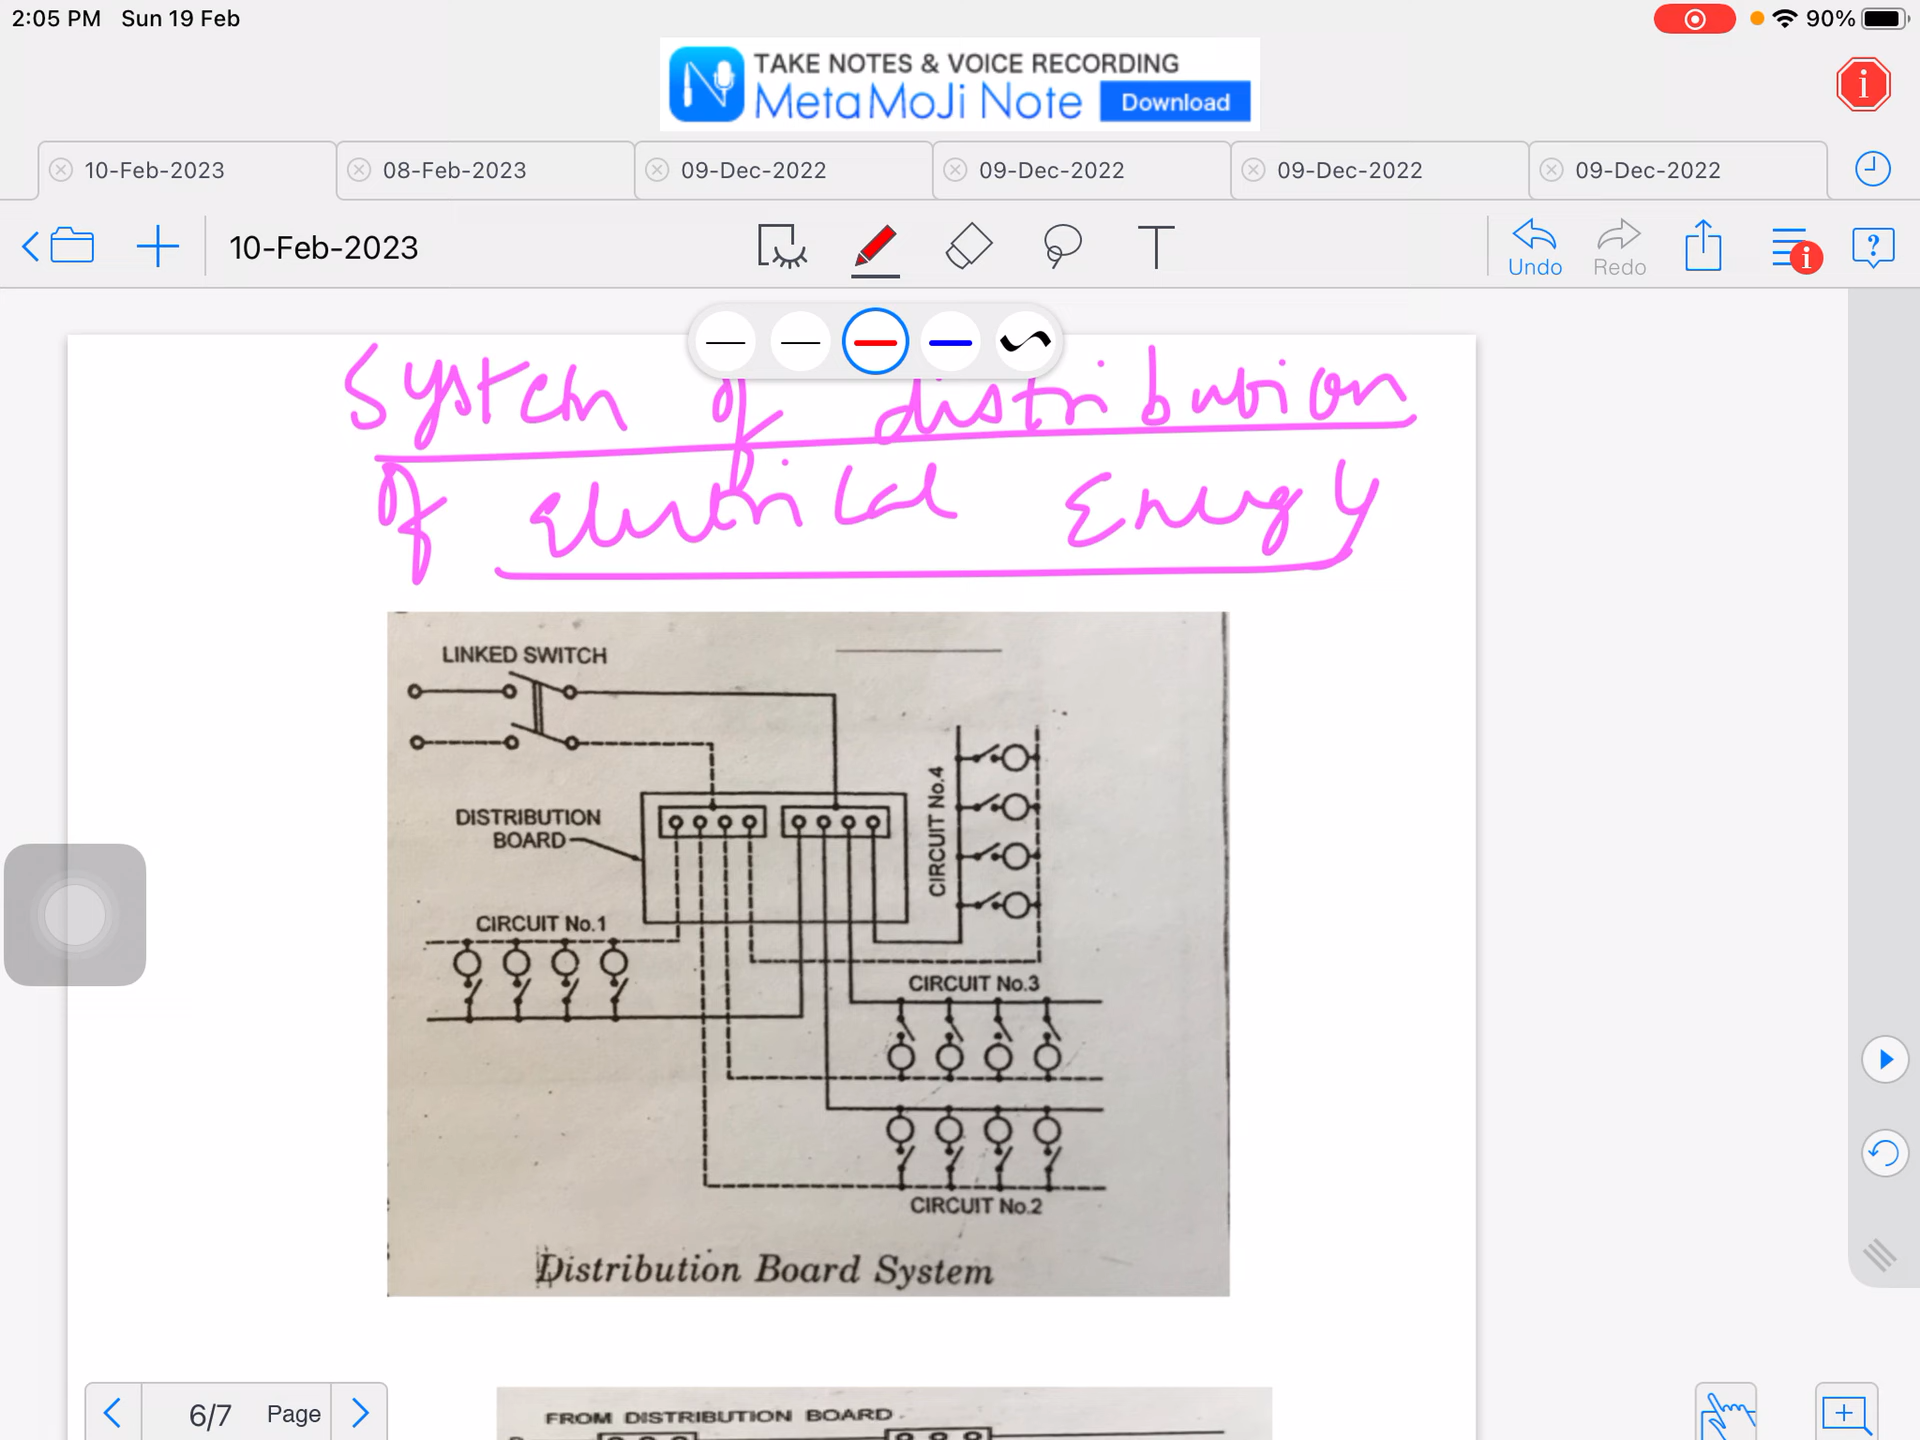 2:05 PM Sun 19 Feb 90%
TAKE NOTES & VOICE RECORDING
MetaMoJi Note Download
10-Feb-2023 08-Feb-2023 09-Dec-2022 09-Dec-2022 09-Dec-2022 09-Dec-2022
10-Feb-2023 T Undo Redo
System of distribution
of Electrical Energy
LINKED SWITCH
DISTRIBUTION
BOARD
CIRCUIT No.4
CIRCUIT No.1
CIRCUIT No.3
CIRCUIT No.2
Distribution Board System
6/7 Page
FROM DISTRIBUTION BOARD